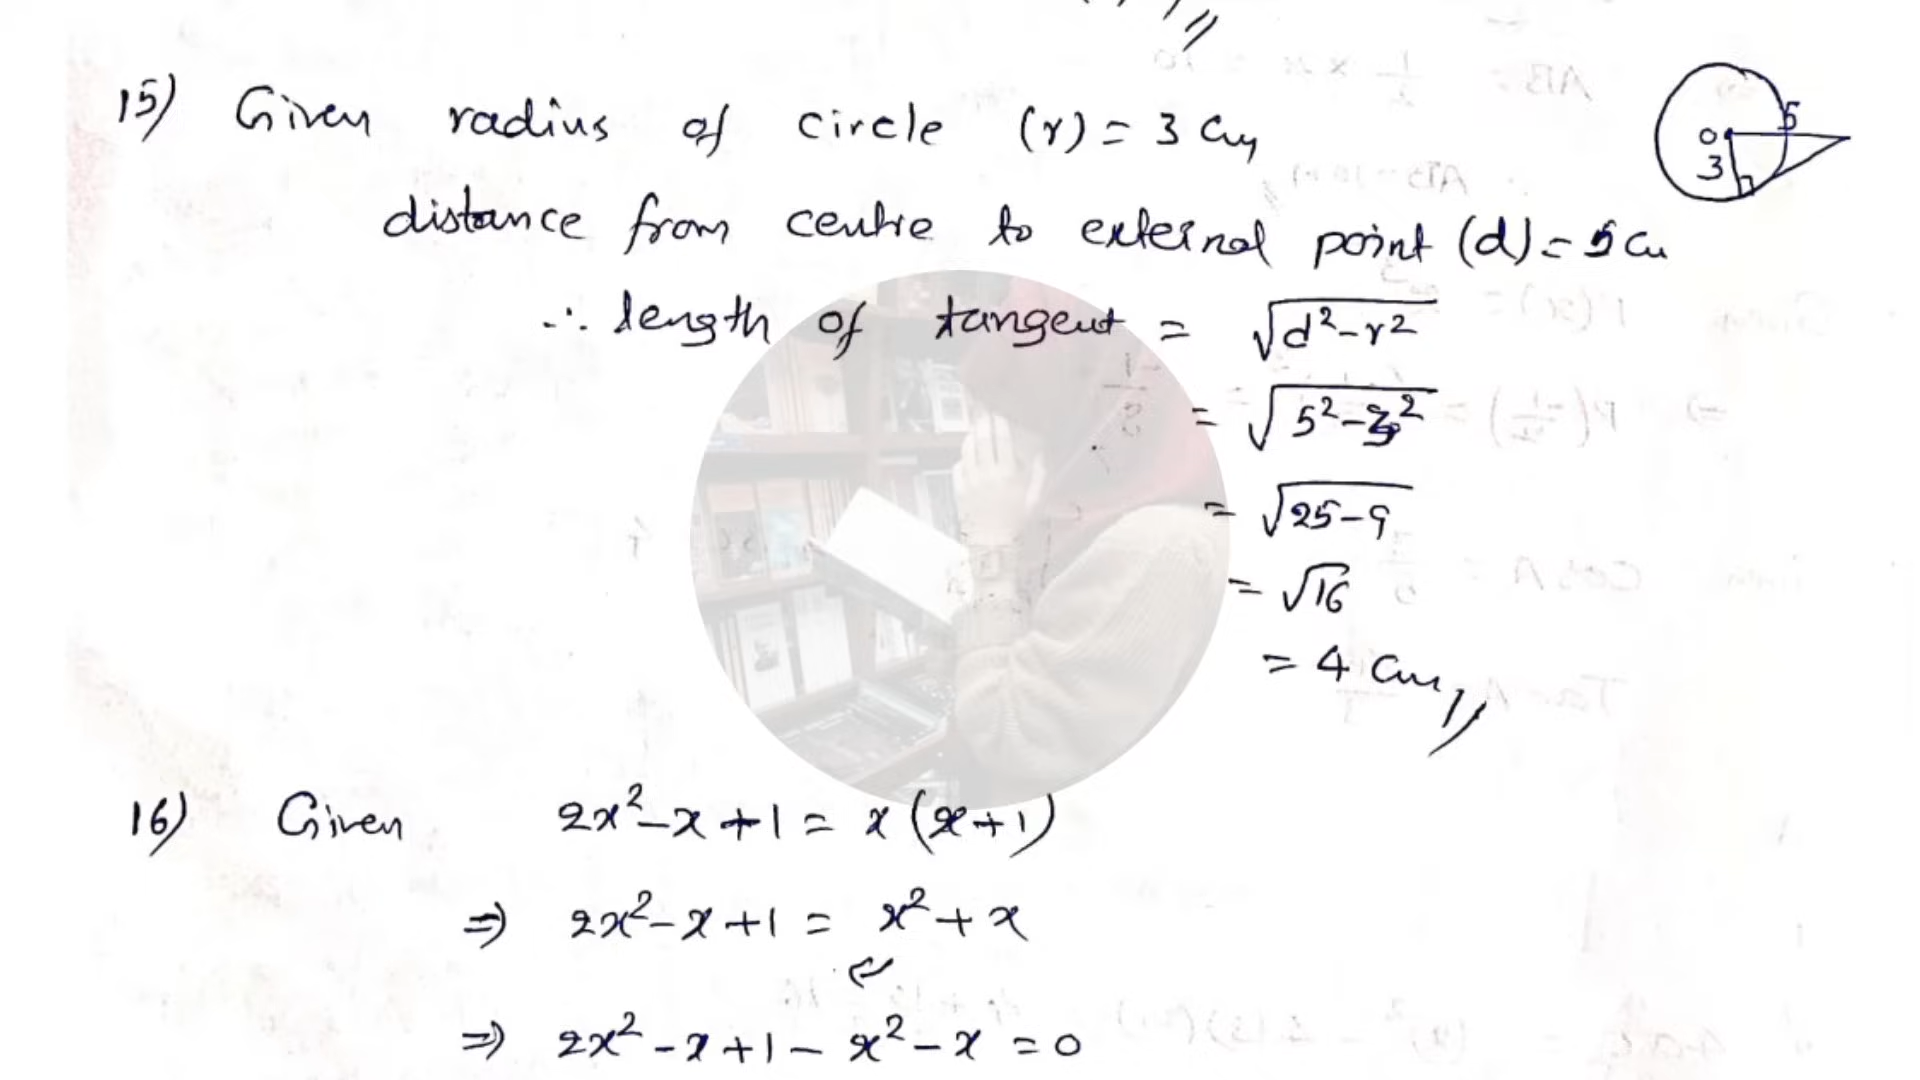 15) Given radius of circle (r) = 3 cm
O 5
3
distance from centre to external point (d) = 5 cm
∴ length of tangent = √d²-r²
= √5²-3²
= √25-9
= √16
= 4 cm
16) Given 2x²-x+1 = x(x+1)
⇒ 2x²-x+1 = x²+x
⇒ 2x²-x+1-x²-x = 0